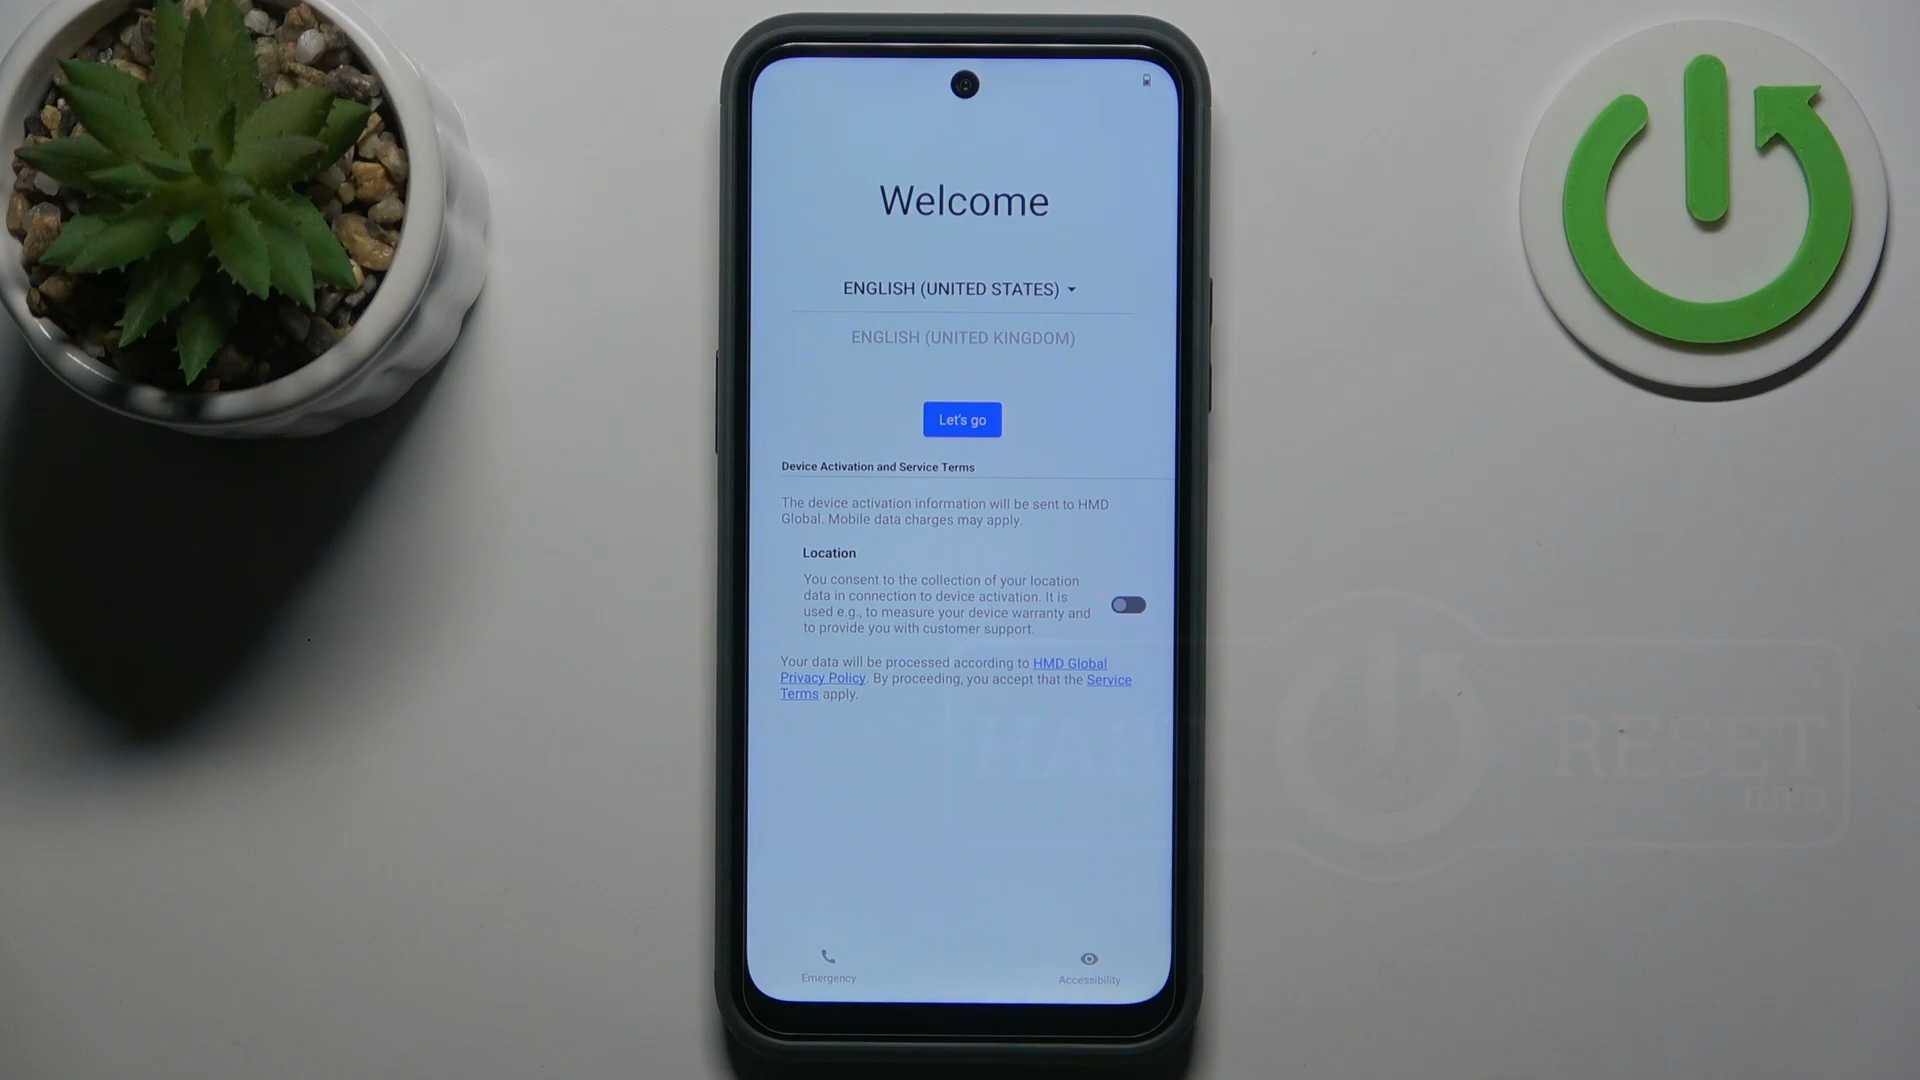 Welcome
ENGLISH (UNITED STATES)
ENGLISH (UNITED KINGDOM)
Let's go
Device Activation and Service Terms
The device activation information will be sent to HMD
Global. Mobile data charges may apply.
Location
You consent to the collection of your location
data in connection to device activation. It is
used e.g., to measure your device warranty and
to provide you with customer support.
Your data will be processed according to HMD Global
Privacy Policy. By proceeding, you accept that the Service
Terms apply.
HARD RESET
INFO
Emergency
Accessibility